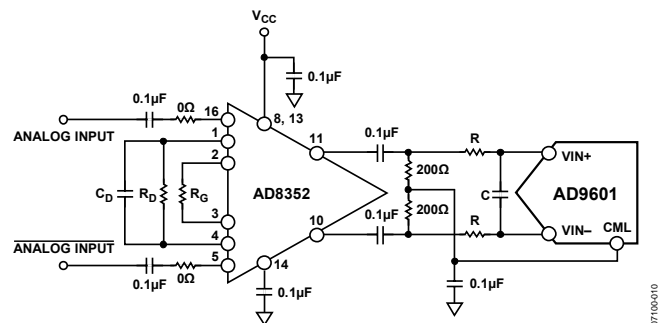 VCC
0.1µF
0.1µF 0Ω
16
8, 13
ANALOG INPUT
1
11
0.1µF
R
VIN+
2
200Ω
CD RD RG
AD8352
C
AD9601
3
200Ω
0.1µF
4
10
R
VIN–
ANALOG INPUT
CML
5
14
0.1µF 0Ω
0.1µF
0.1µF
07100-010